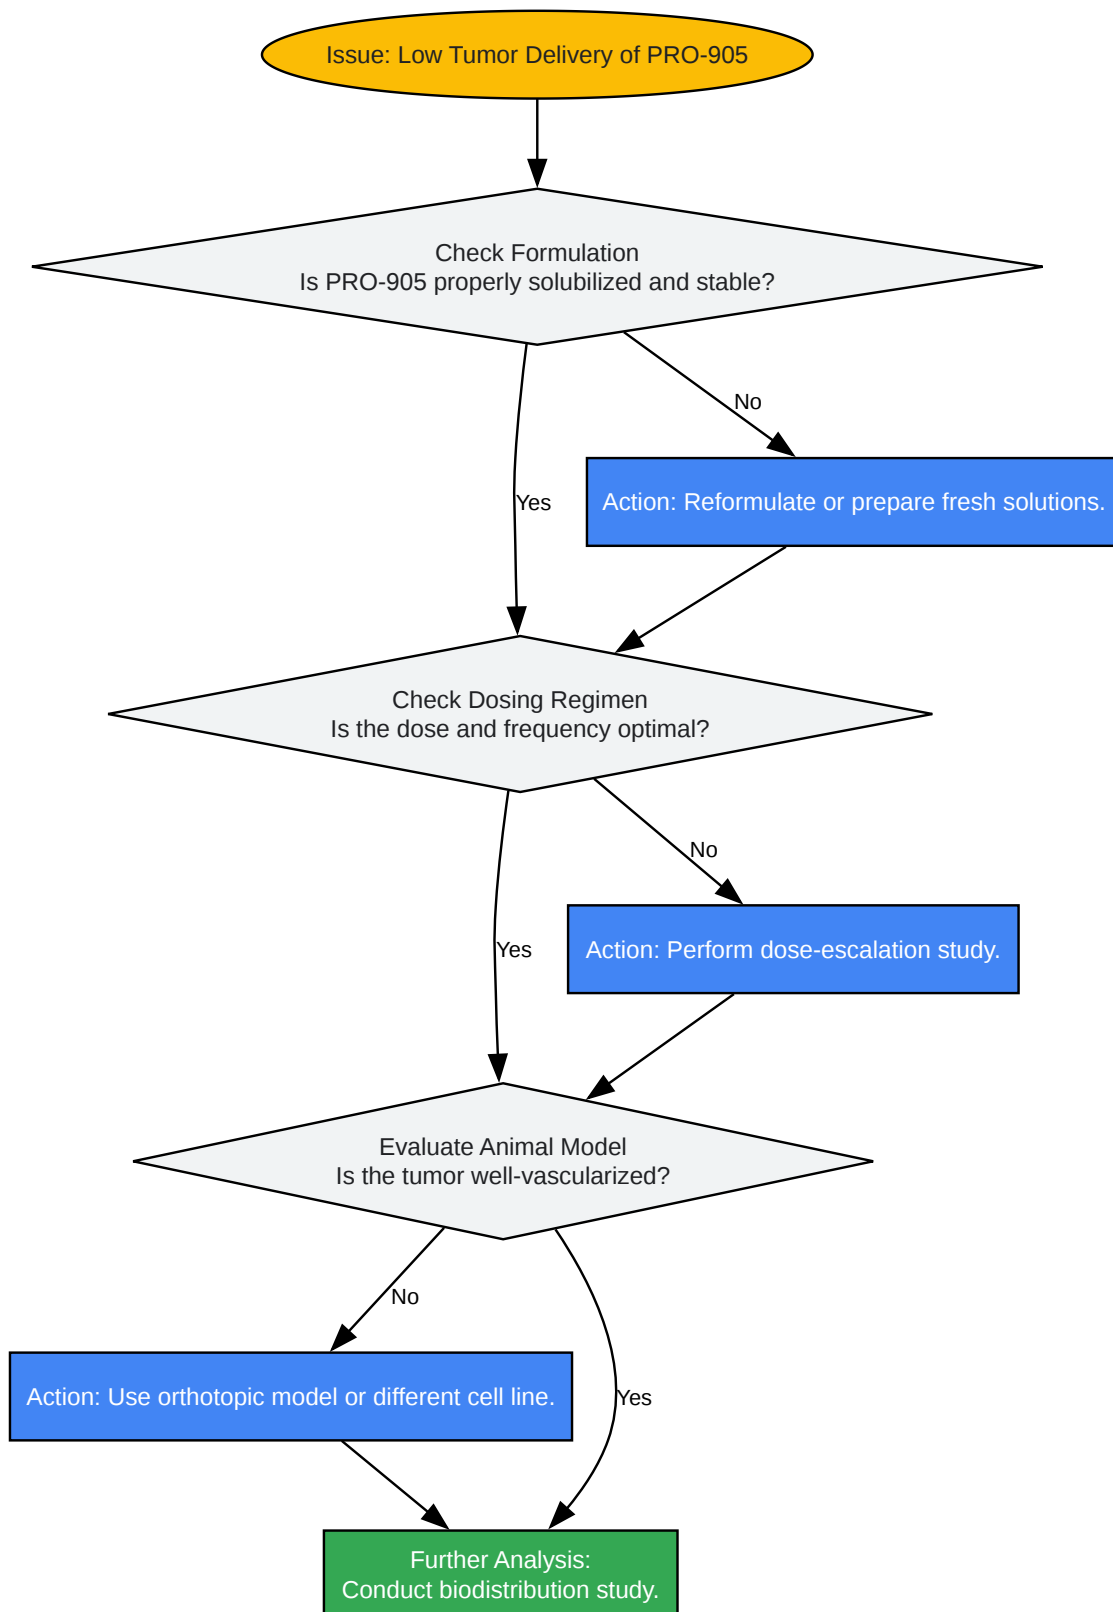 Issue: Low Tumor Delivery of PRO-905
Check Formulation
Is PRO-905 properly solubilized and stable?
No
Yes
Action: Reformulate or prepare fresh solutions.
Check Dosing Regimen
Is the dose and frequency optimal?
No
Yes
Action: Perform dose-escalation study.
Evaluate Animal Model
Is the tumor well-vascularized?
No
Action: Use orthotopic model or different cell line.
Yes
Further Analysis:
Conduct biodistribution study.